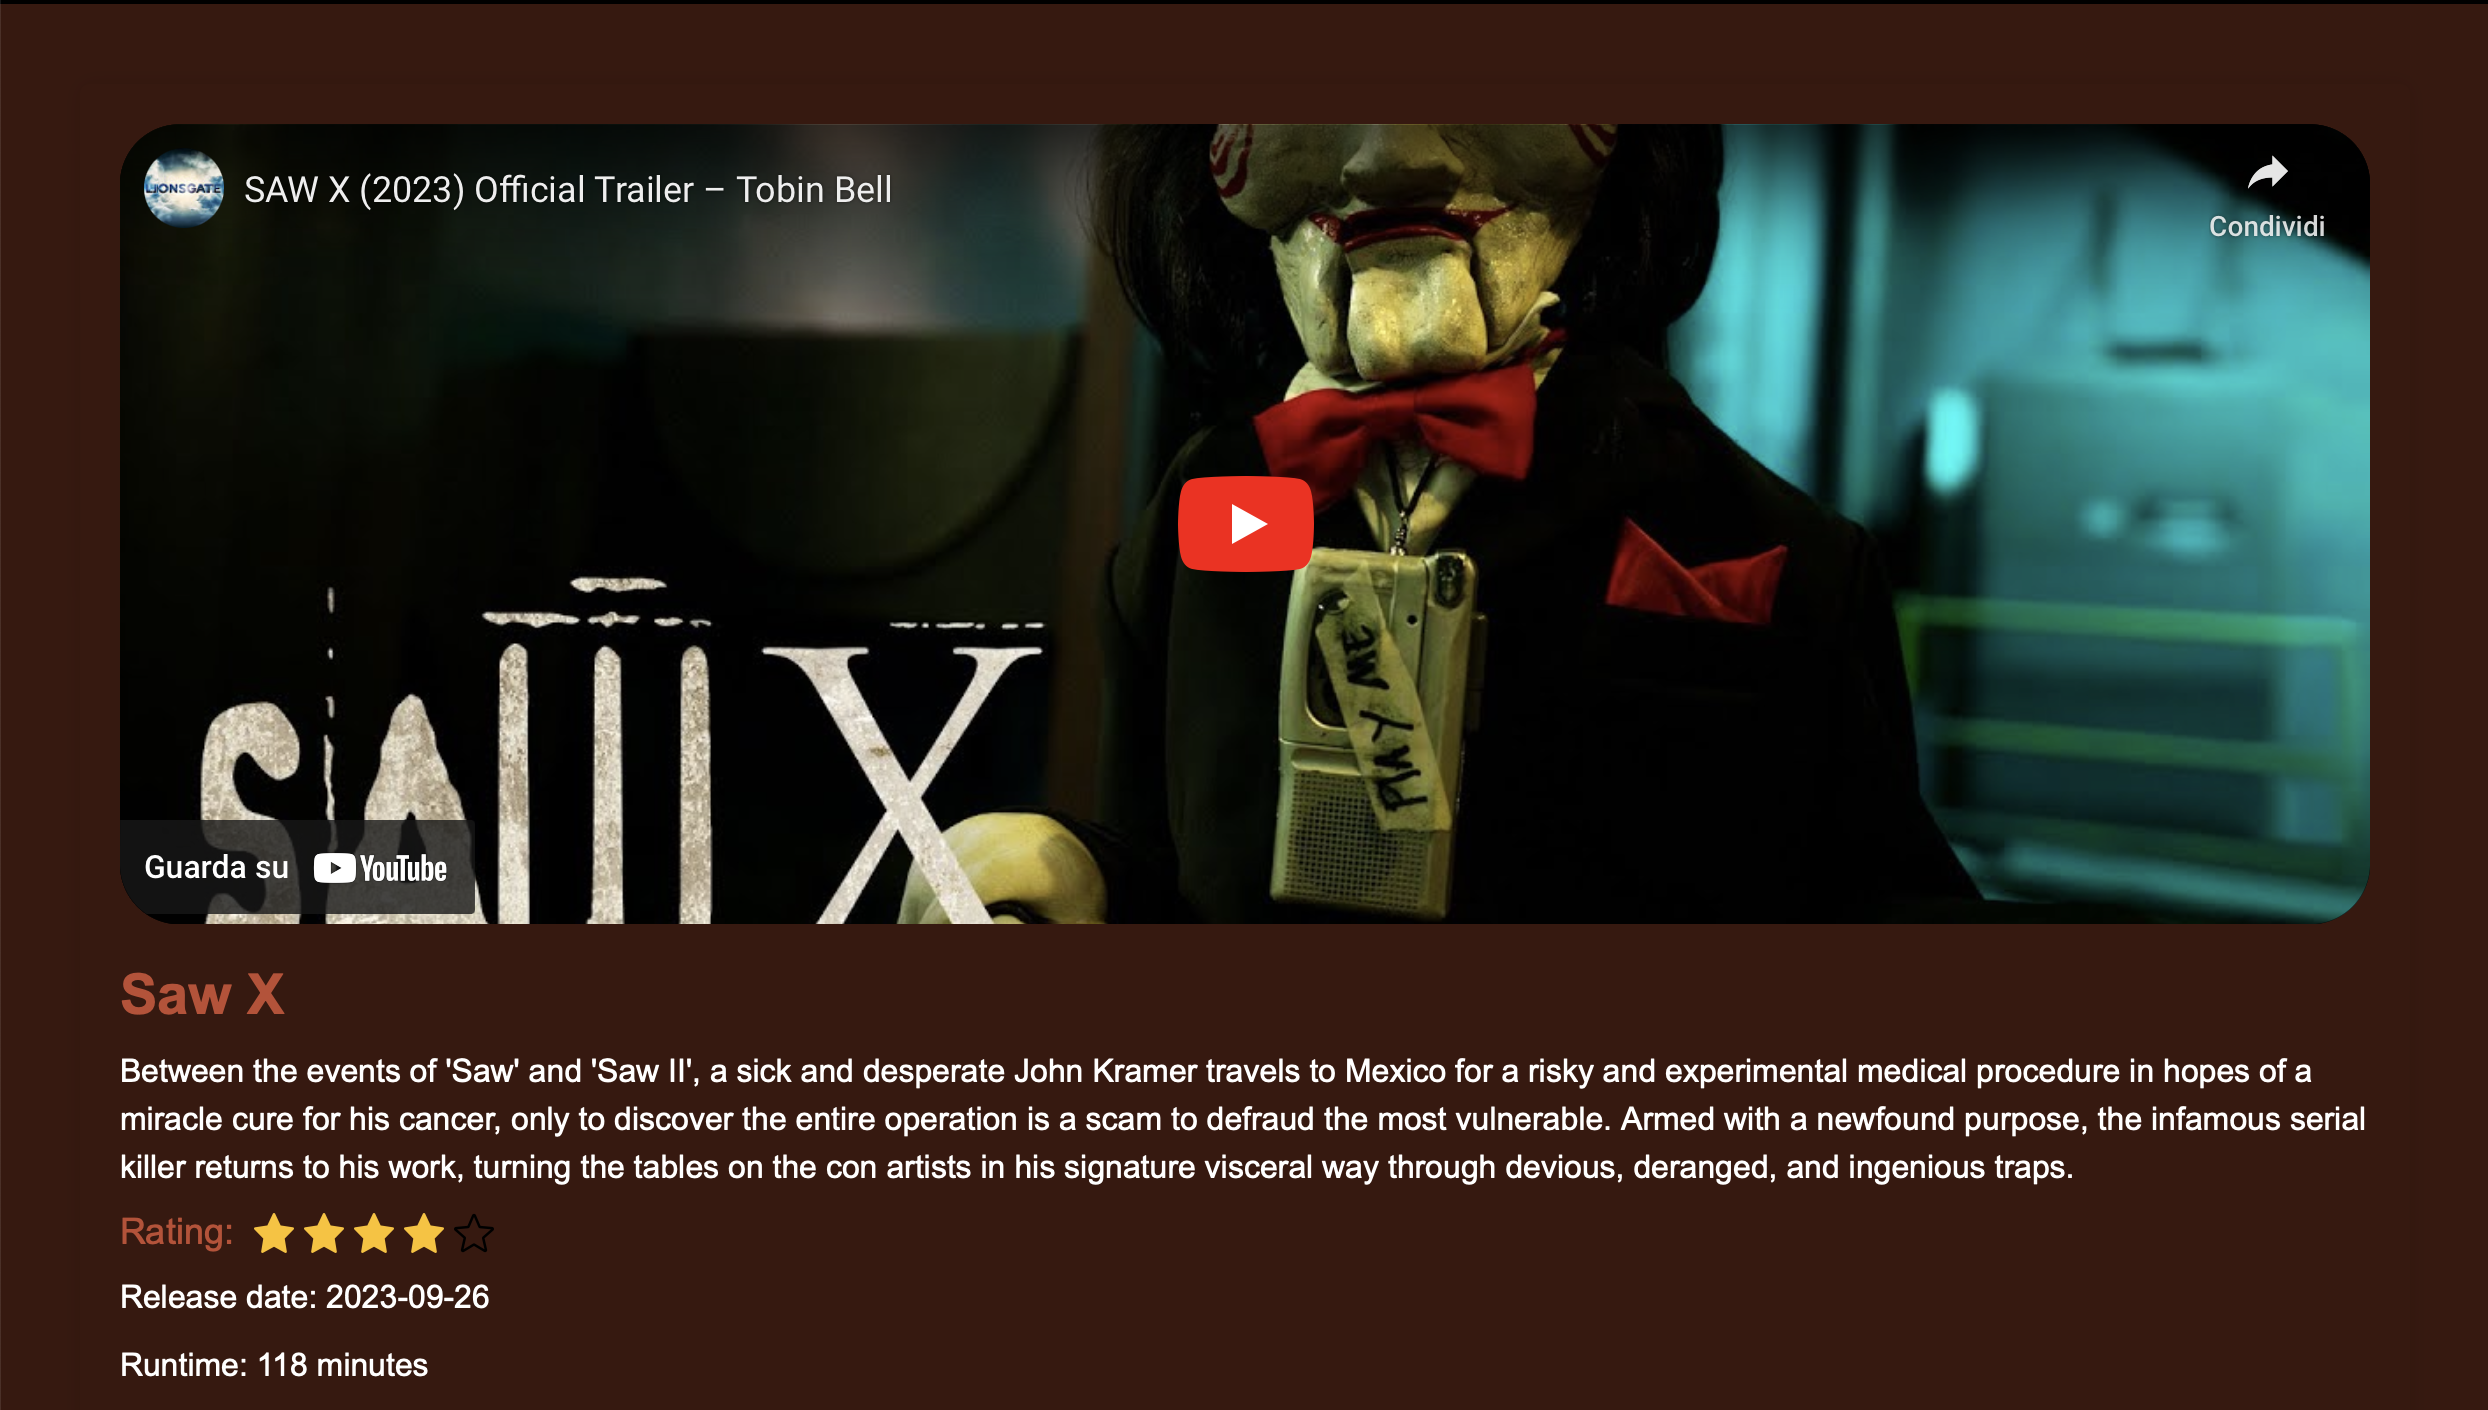 LIONSGATE
SAW X (2023) Official Trailer – Tobin Bell
Condividi
PLAY ME
SAW X
Guarda su YouTube
Saw X
Between the events of 'Saw' and 'Saw II', a sick and desperate John Kramer travels to Mexico for a risky and experimental medical procedure in hopes of a
miracle cure for his cancer, only to discover the entire operation is a scam to defraud the most vulnerable. Armed with a newfound purpose, the infamous serial
killer returns to his work, turning the tables on the con artists in his signature visceral way through devious, deranged, and ingenious traps.
Rating:
Release date: 2023-09-26
Runtime: 118 minutes